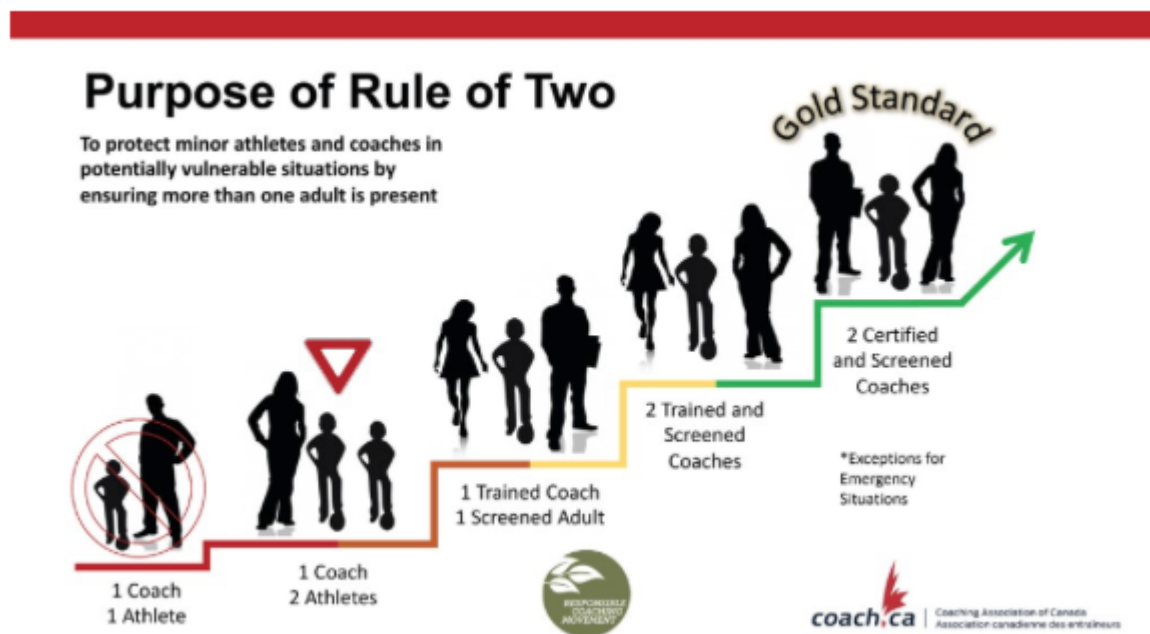 Purpose of Rule of Two
To protect minor athletes and coaches in
potentially vulnerable situations by
ensuring more than one adult is present
Gold Standard
1 Coach
1 Athlete
1 Coach
2 Athletes
1 Trained Coach
1 Screened Adult
2 Trained and
Screened
Coaches
2 Certified
and Screened
Coaches
*Exceptions for
Emergency
Situations
RESPONSIBLE
COACHING
MOVEMENT
coach.ca
Coaching Association of Canada
Association canadienne des entraîneurs